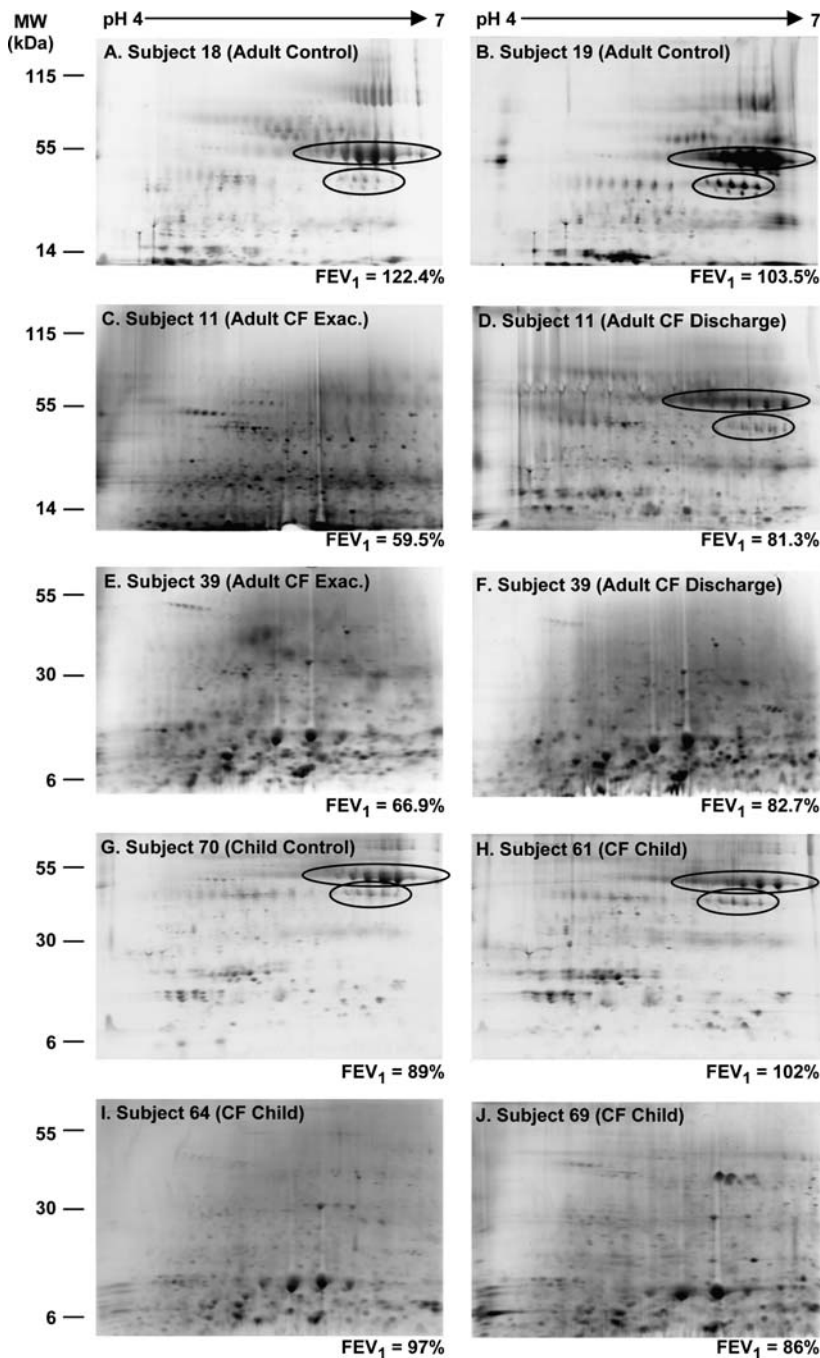 MW
(kDa)
pH 4 7
pH 4 7
A. Subject 18 (Adult Control)
B. Subject 19 (Adult Control)
115
55
14
FEV1 = 122.4%
FEV1 = 103.5%
C. Subject 11 (Adult CF Exac.)
D. Subject 11 (Adult CF Discharge)
115
55
14
FEV1 = 59.5%
FEV1 = 81.3%
E. Subject 39 (Adult CF Exac.)
F. Subject 39 (Adult CF Discharge)
55
30
6
FEV1 = 66.9%
FEV1 = 82.7%
G. Subject 70 (Child Control)
H. Subject 61 (CF Child)
55
30
6
FEV1 = 89%
FEV1 = 102%
I. Subject 64 (CF Child)
J. Subject 69 (CF Child)
55
30
6
FEV1 = 97%
FEV1 = 86%